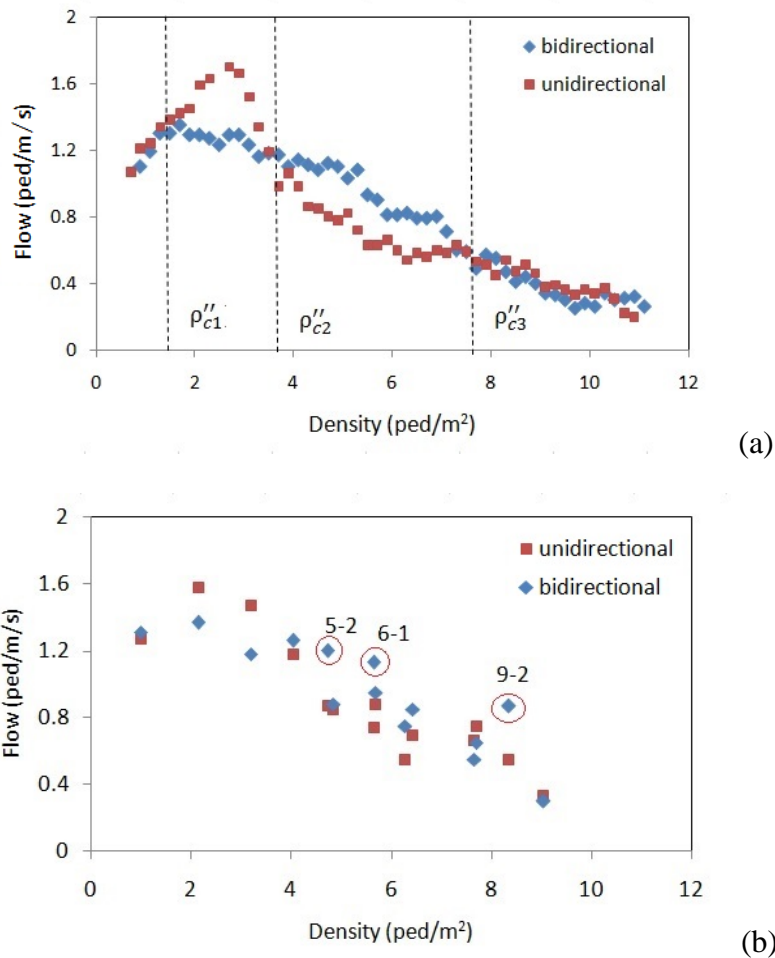 2
bidirectional
1.6
unidirectional
1.2
Flow (ped/m/s)
0.8
0.4
ρ″c1
ρ″c2
ρ″c3
0
0 2 4 6 8 10 12
Density (ped/m²)
(a)
2
unidirectional
1.6
bidirectional
5-2
6-1
1.2
9-2
Flow (ped/m/s)
0.8
0.4
0
0 2 4 6 8 10 12
Density (ped/m²)
(b)